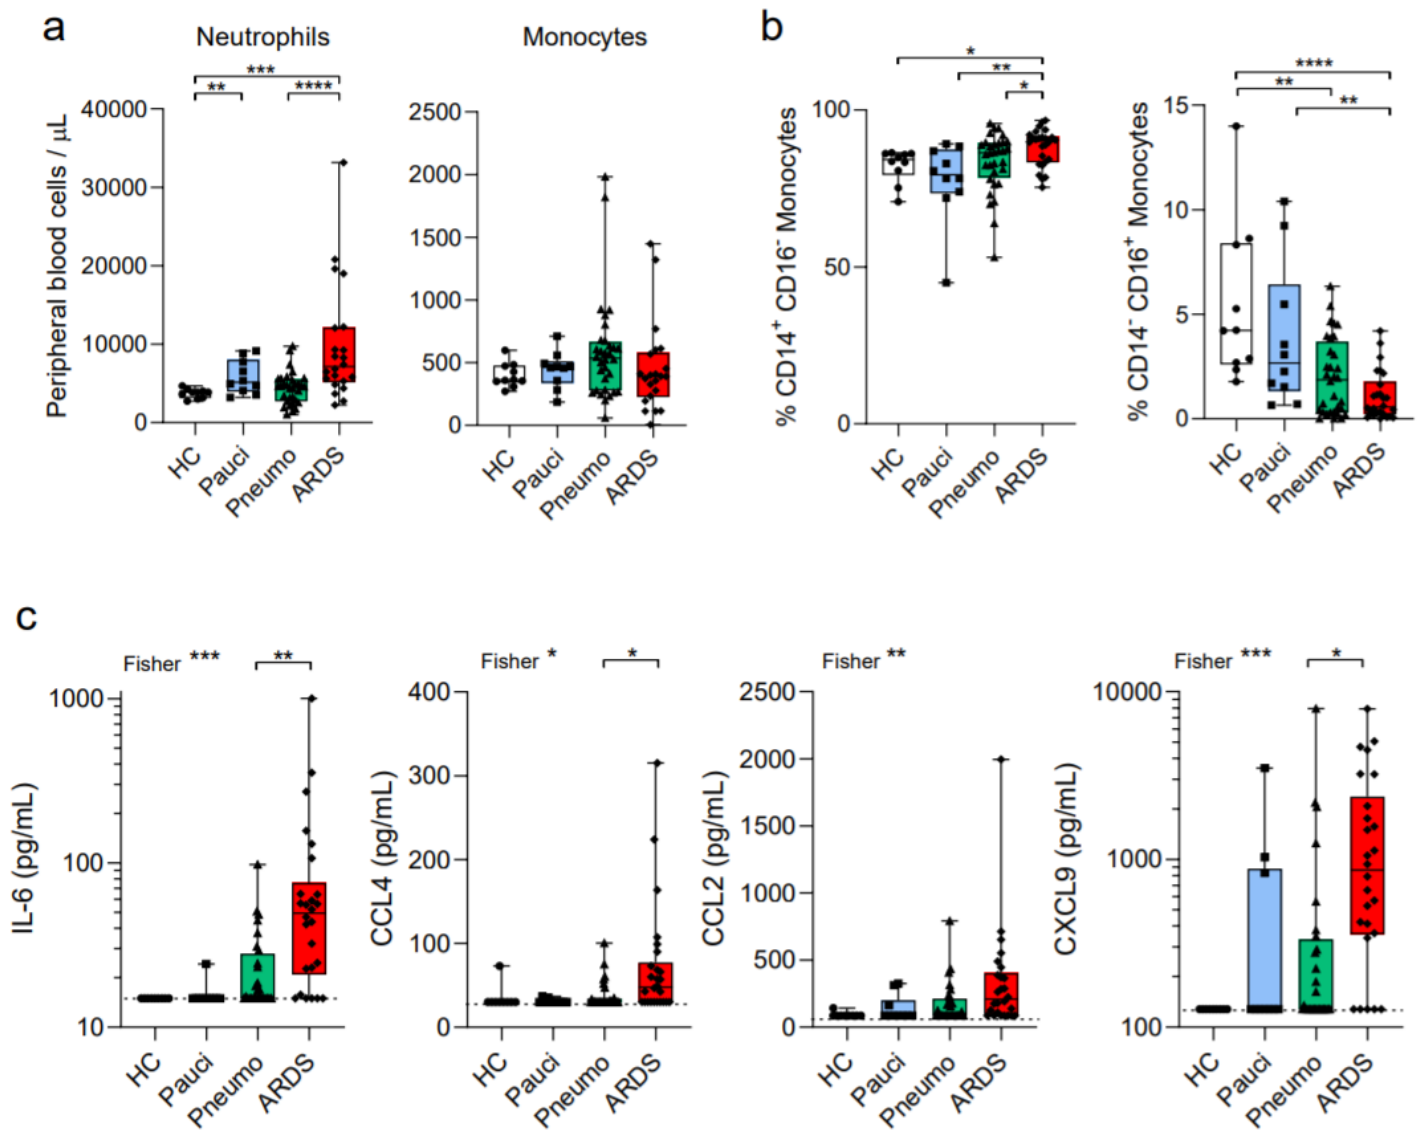 a
b
Neutrophils
Monocytes
***
**
****
Peripheral blood cells / μL
40000
30000
20000
10000
0
HC
Pauci
Pneumo
ARDS
2500
2000
1500
1000
500
0
HC
Pauci
Pneumo
ARDS
*
**
*
% CD14+ CD16- Monocytes
100
50
0
HC
Pauci
Pneumo
ARDS
****
**
**
% CD14- CD16+ Monocytes
15
10
5
0
HC
Pauci
Pneumo
ARDS
c
Fisher ***
**
IL-6 (pg/mL)
1000
100
10
HC
Pauci
Pneumo
ARDS
Fisher *
*
CCL4 (pg/mL)
400
300
200
100
0
HC
Pauci
Pneumo
ARDS
Fisher **
CCL2 (pg/mL)
2500
2000
1500
1000
500
0
HC
Pauci
Pneumo
ARDS
Fisher ***
*
CXCL9 (pg/mL)
10000
1000
100
HC
Pauci
Pneumo
ARDS